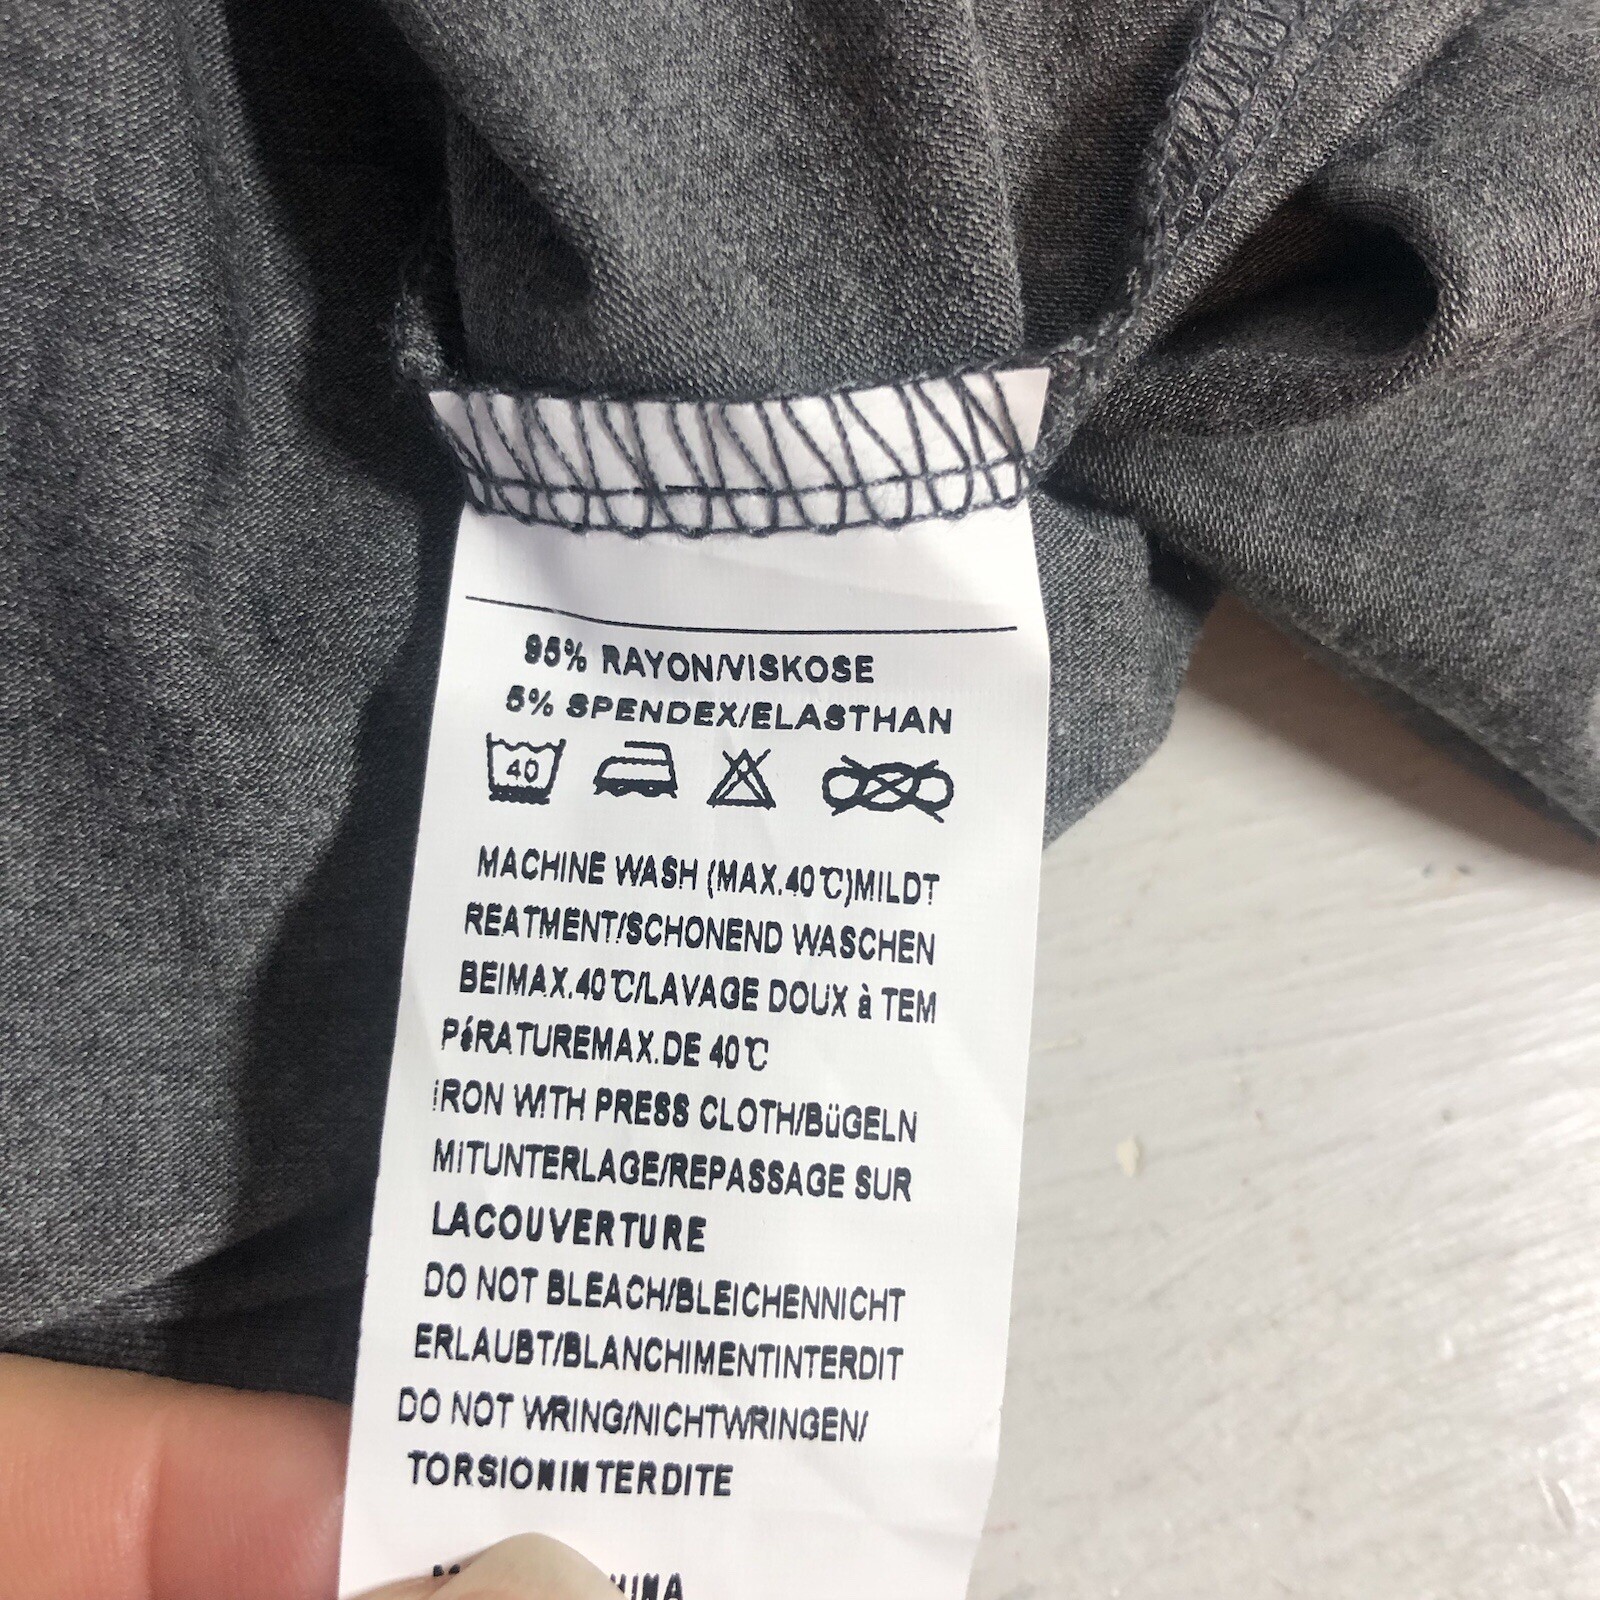 95% RAYON/VISKOSE
5% SPENDEX/ELASTHAN
40
MACHINE WASH (MAX.40℃)MILDT
REATMENT/SCHONEND WASCHEN
BEIMAX.40℃/LAVAGE DOUX à TEM
PéRATUREMAX.DE 40℃
iRON WITH PRESS CLOTH/BüGELN
MiTUNTERLAGE/REPASSAGE SUR
LACOUVERTURE
DO NOT BLEACH/BLEICHENNICHT
ERLAUBT/BLANCHIMENTINTERDIT
DO NOT WRING/NICHTWRINGEN/
TORSIONINTERDITE